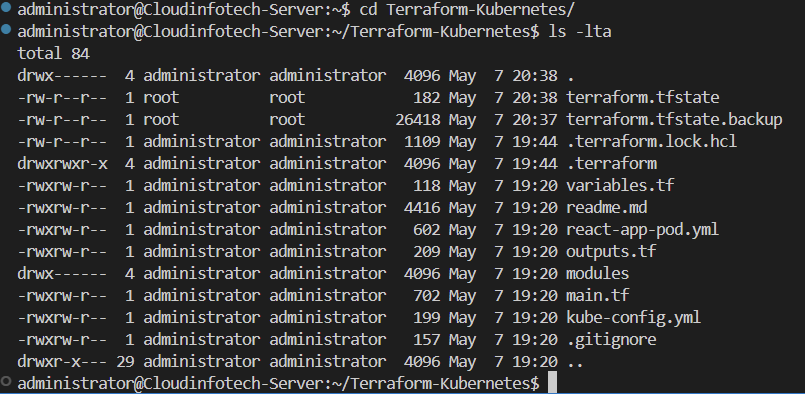 administrator@Cloudinfotech-Server:~$ cd Terraform-Kubernetes/
administrator@Cloudinfotech-Server:~/Terraform-Kubernetes$ ls -lta
total 84
drwx------  4 administrator administrator  4096 May  7 20:38 .
-rw-r--r--  1 root          root            182 May  7 20:38 terraform.tfstate
-rw-r--r--  1 root          root          26418 May  7 20:37 terraform.tfstate.backup
-rw-r--r--  1 administrator administrator  1109 May  7 19:44 .terraform.lock.hcl
drwxrwxr-x  4 administrator administrator  4096 May  7 19:44 .terraform
-rwxrw-r--  1 administrator administrator   118 May  7 19:20 variables.tf
-rwxrw-r--  1 administrator administrator  4416 May  7 19:20 readme.md
-rwxrw-r--  1 administrator administrator   602 May  7 19:20 react-app-pod.yml
-rwxrw-r--  1 administrator administrator   209 May  7 19:20 outputs.tf
drwx------  4 administrator administrator  4096 May  7 19:20 modules
-rwxrw-r--  1 administrator administrator   702 May  7 19:20 main.tf
-rwxrw-r--  1 administrator administrator   199 May  7 19:20 kube-config.yml
-rwxrw-r--  1 administrator administrator   157 May  7 19:20 .gitignore
drwxr-x--- 29 administrator administrator  4096 May  7 19:20 ..
administrator@Cloudinfotech-Server:~/Terraform-Kubernetes$